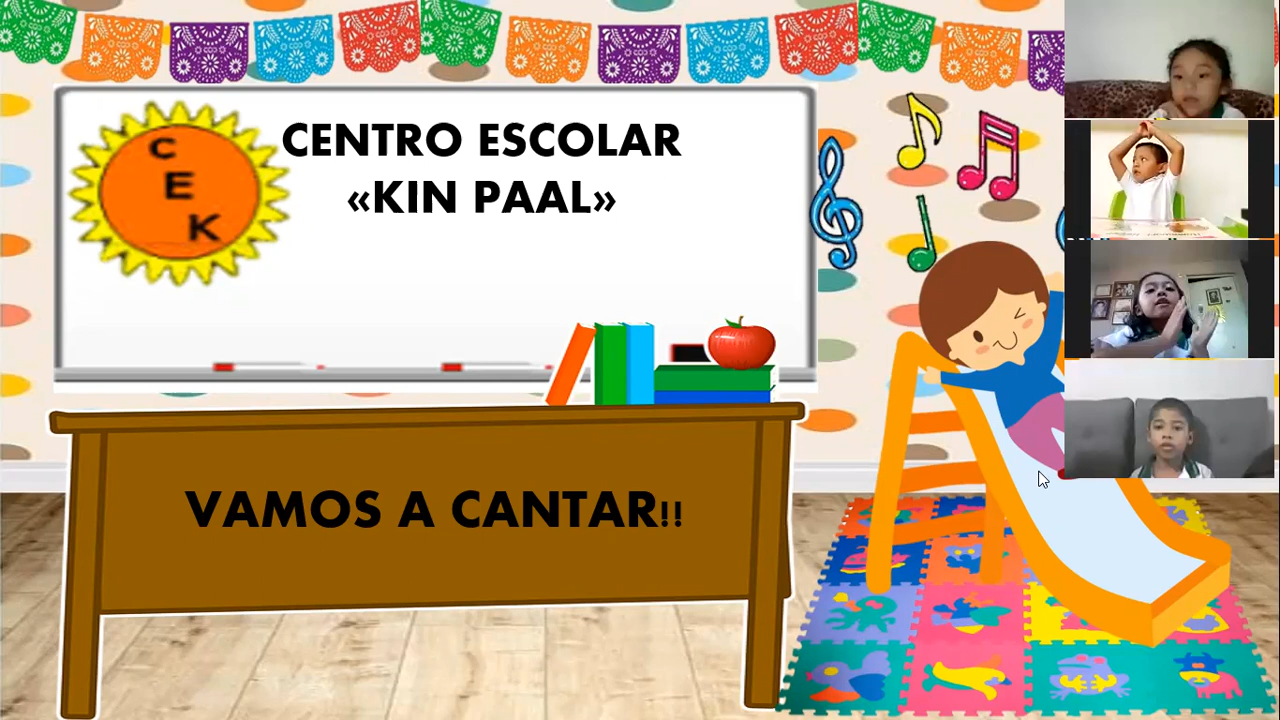 C
E
K
CENTRO ESCOLAR
«KIN PAAL»
VAMOS A CANTAR!!